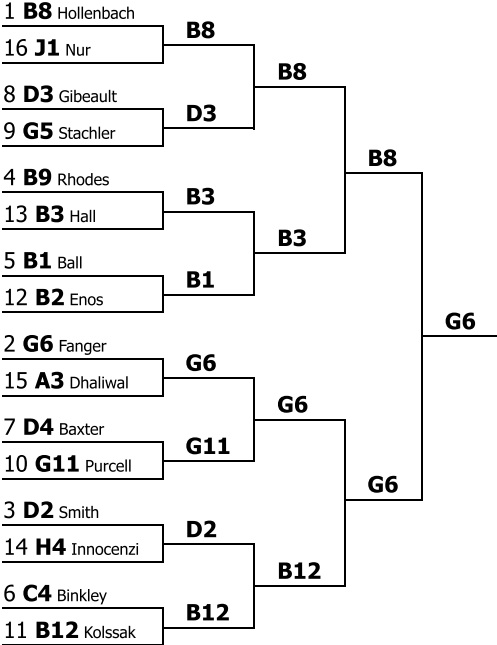 1 B8 Hollenbach
16 J1 Nur
8 D3 Gibeault
9 G5 Stachler
4 B9 Rhodes
13 B3 Hall
5 B1 Ball
12 B2 Enos
2 G6 Fanger
15 A3 Dhaliwal
7 D4 Baxter
10 G11 Purcell
3 D2 Smith
14 H4 Innocenzi
6 C4 Binkley
11 B12 Kolssak
B8
D3
B3
B1
G6
G11
D2
B12
B8
B3
G6
B12
B8
G6
G6